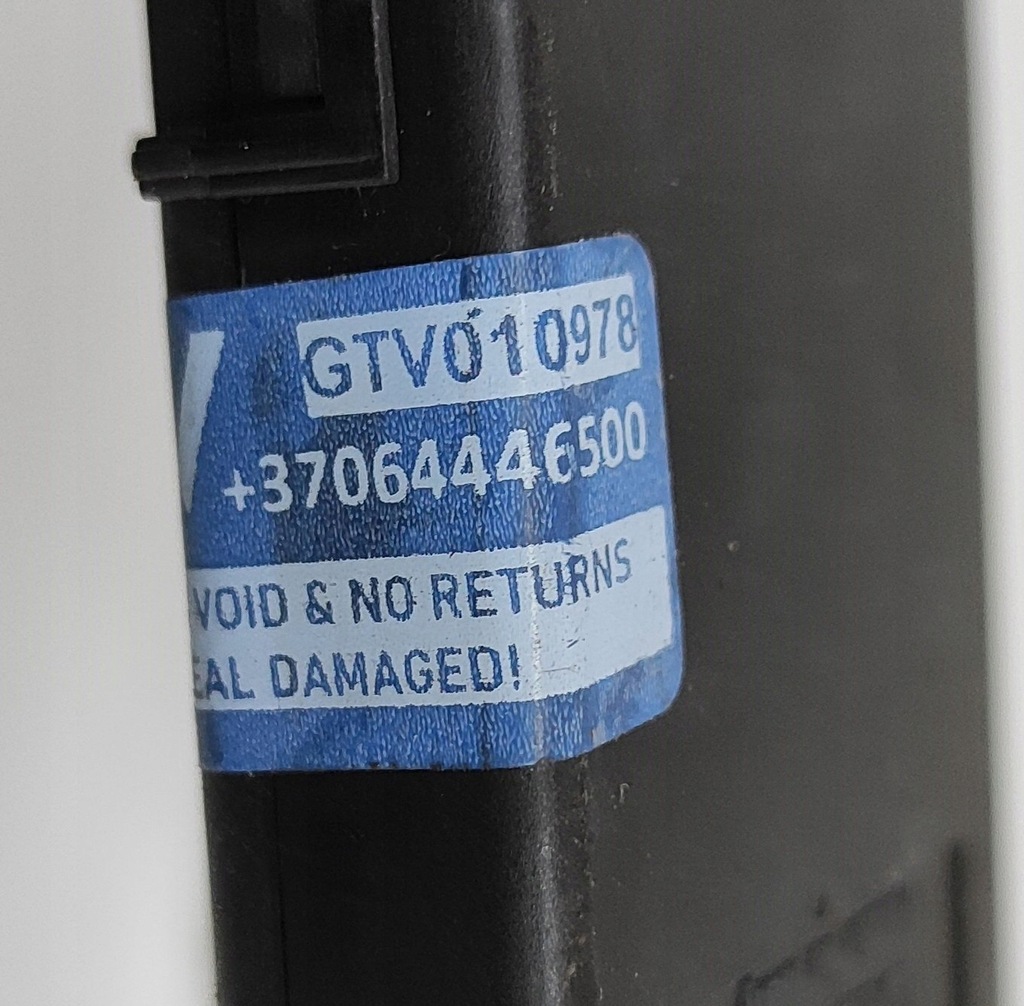 GTV010978
+37064446500
VOID & NO RETURNS
EAL DAMAGED!